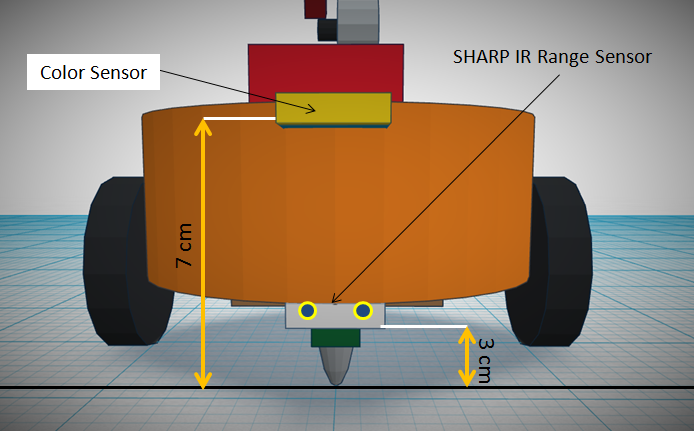 SHARP IR Range Sensor
Color Sensor
7 cm
3 cm